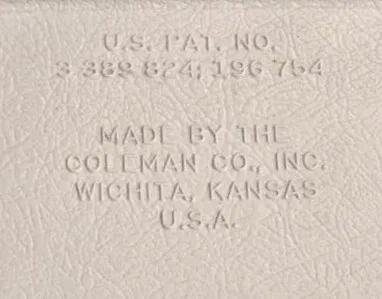 U.S. PAT. NO.
3 389 824; 196 754
MADE BY THE
COLEMAN CO., INC.
WICHITA, KANSAS
U.S.A.